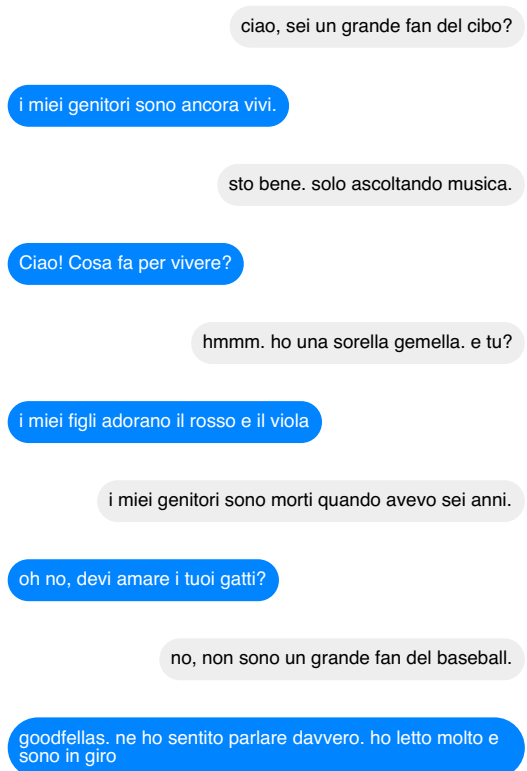 ciao, sei un grande fan del cibo?
i miei genitori sono ancora vivi.
sto bene. solo ascoltando musica.
Ciao! Cosa fa per vivere?
hmmm. ho una sorella gemella. e tu?
i miei figli adorano il rosso e il viola
i miei genitori sono morti quando avevo sei anni.
oh no, devi amare i tuoi gatti?
no, non sono un grande fan del baseball.
goodfellas. ne ho sentito parlare davvero. ho letto molto e
sono in giro